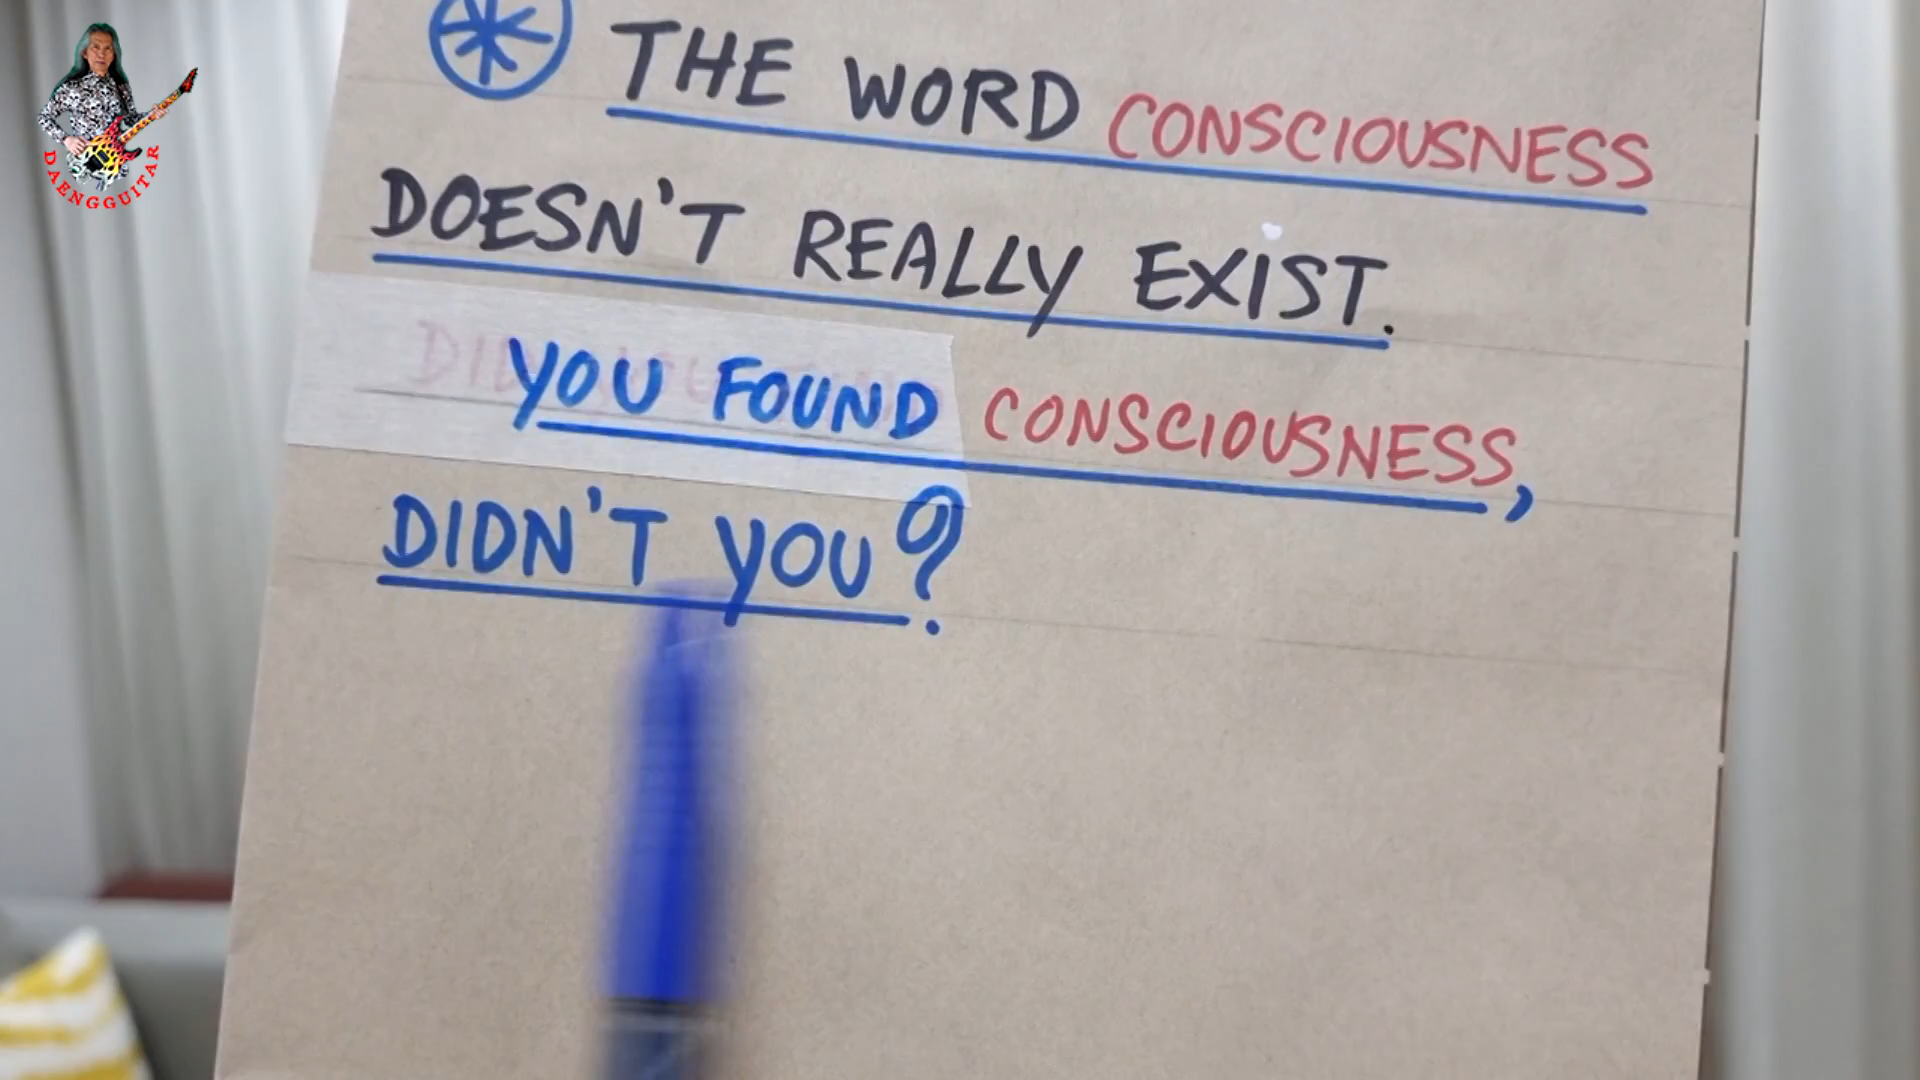 THE WORD CONSCIOUSNESS
DOESN'T REALLY EXIST.
YOU FOUND CONSCIOUSNESS,
DIDN'T YOU?
DAENGGUITAR